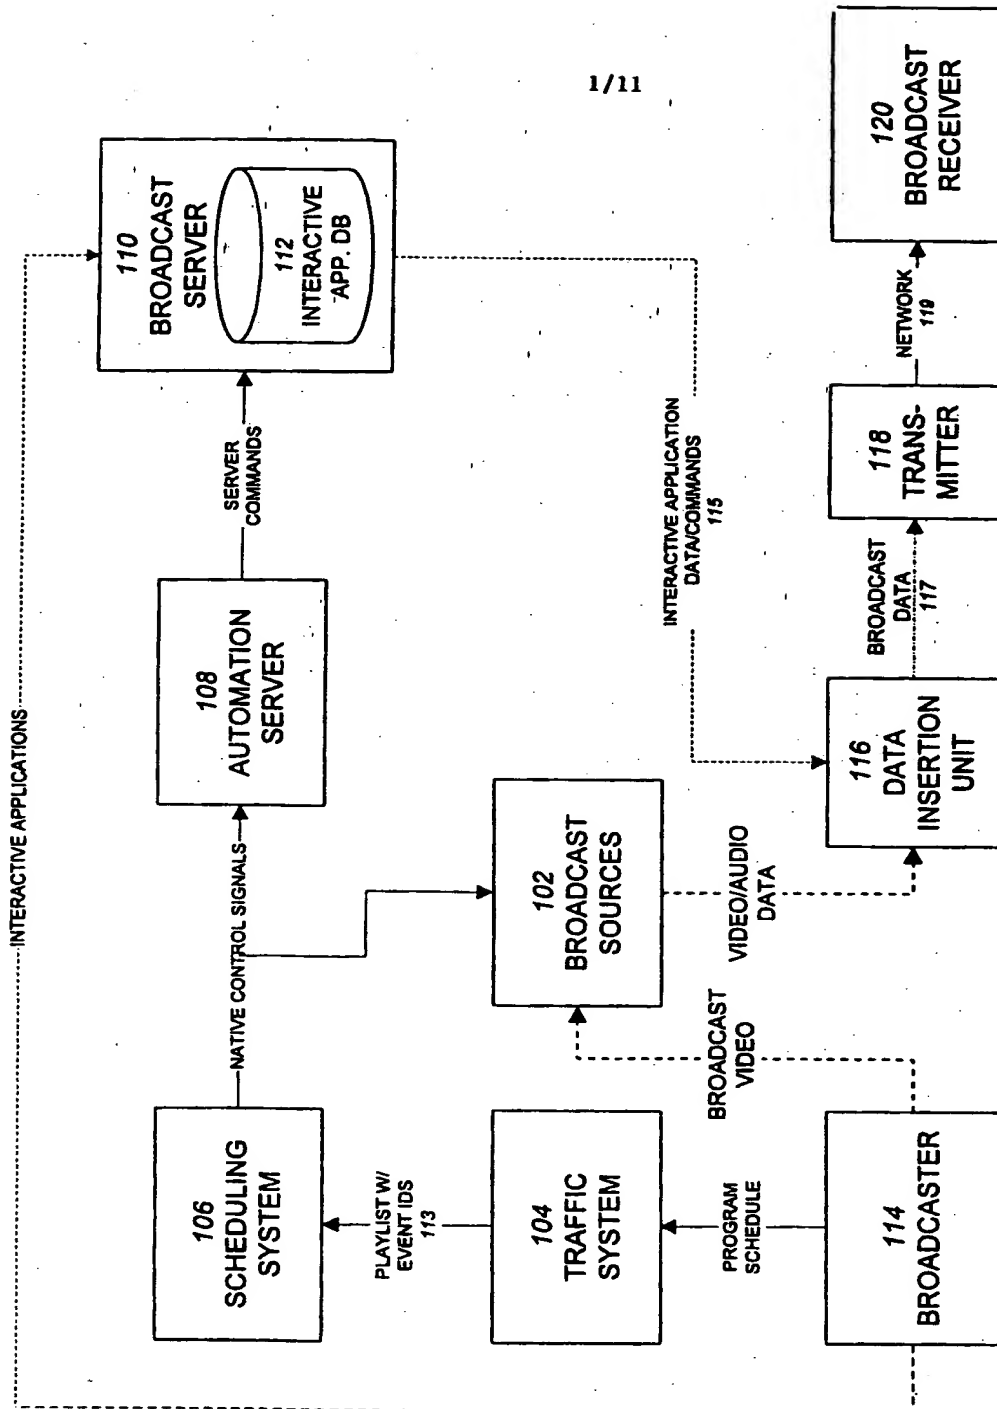 1/11
INTERACTIVE APPLICATIONS
106
SCHEDULING
SYSTEM
NATIVE CONTROL SIGNALS
108
AUTOMATION
SERVER
SERVER
COMMANDS
110
BROADCAST
SERVER
112
INTERACTIVE
APP. DB
PLAYLIST W/
EVENT IDS
113
104
TRAFFIC
SYSTEM
102
BROADCAST
SOURCES
INTERACTIVE APPLICATION
DATA/COMMANDS
115
PROGRAM
SCHEDULE
BROADCAST
VIDEO
VIDEO/AUDIO
DATA
114
BROADCASTER
116
DATA
INSERTION
UNIT
BROADCAST
DATA
117
118
TRANS-
MITTER
NETWORK
119
120
BROADCAST
RECEIVER